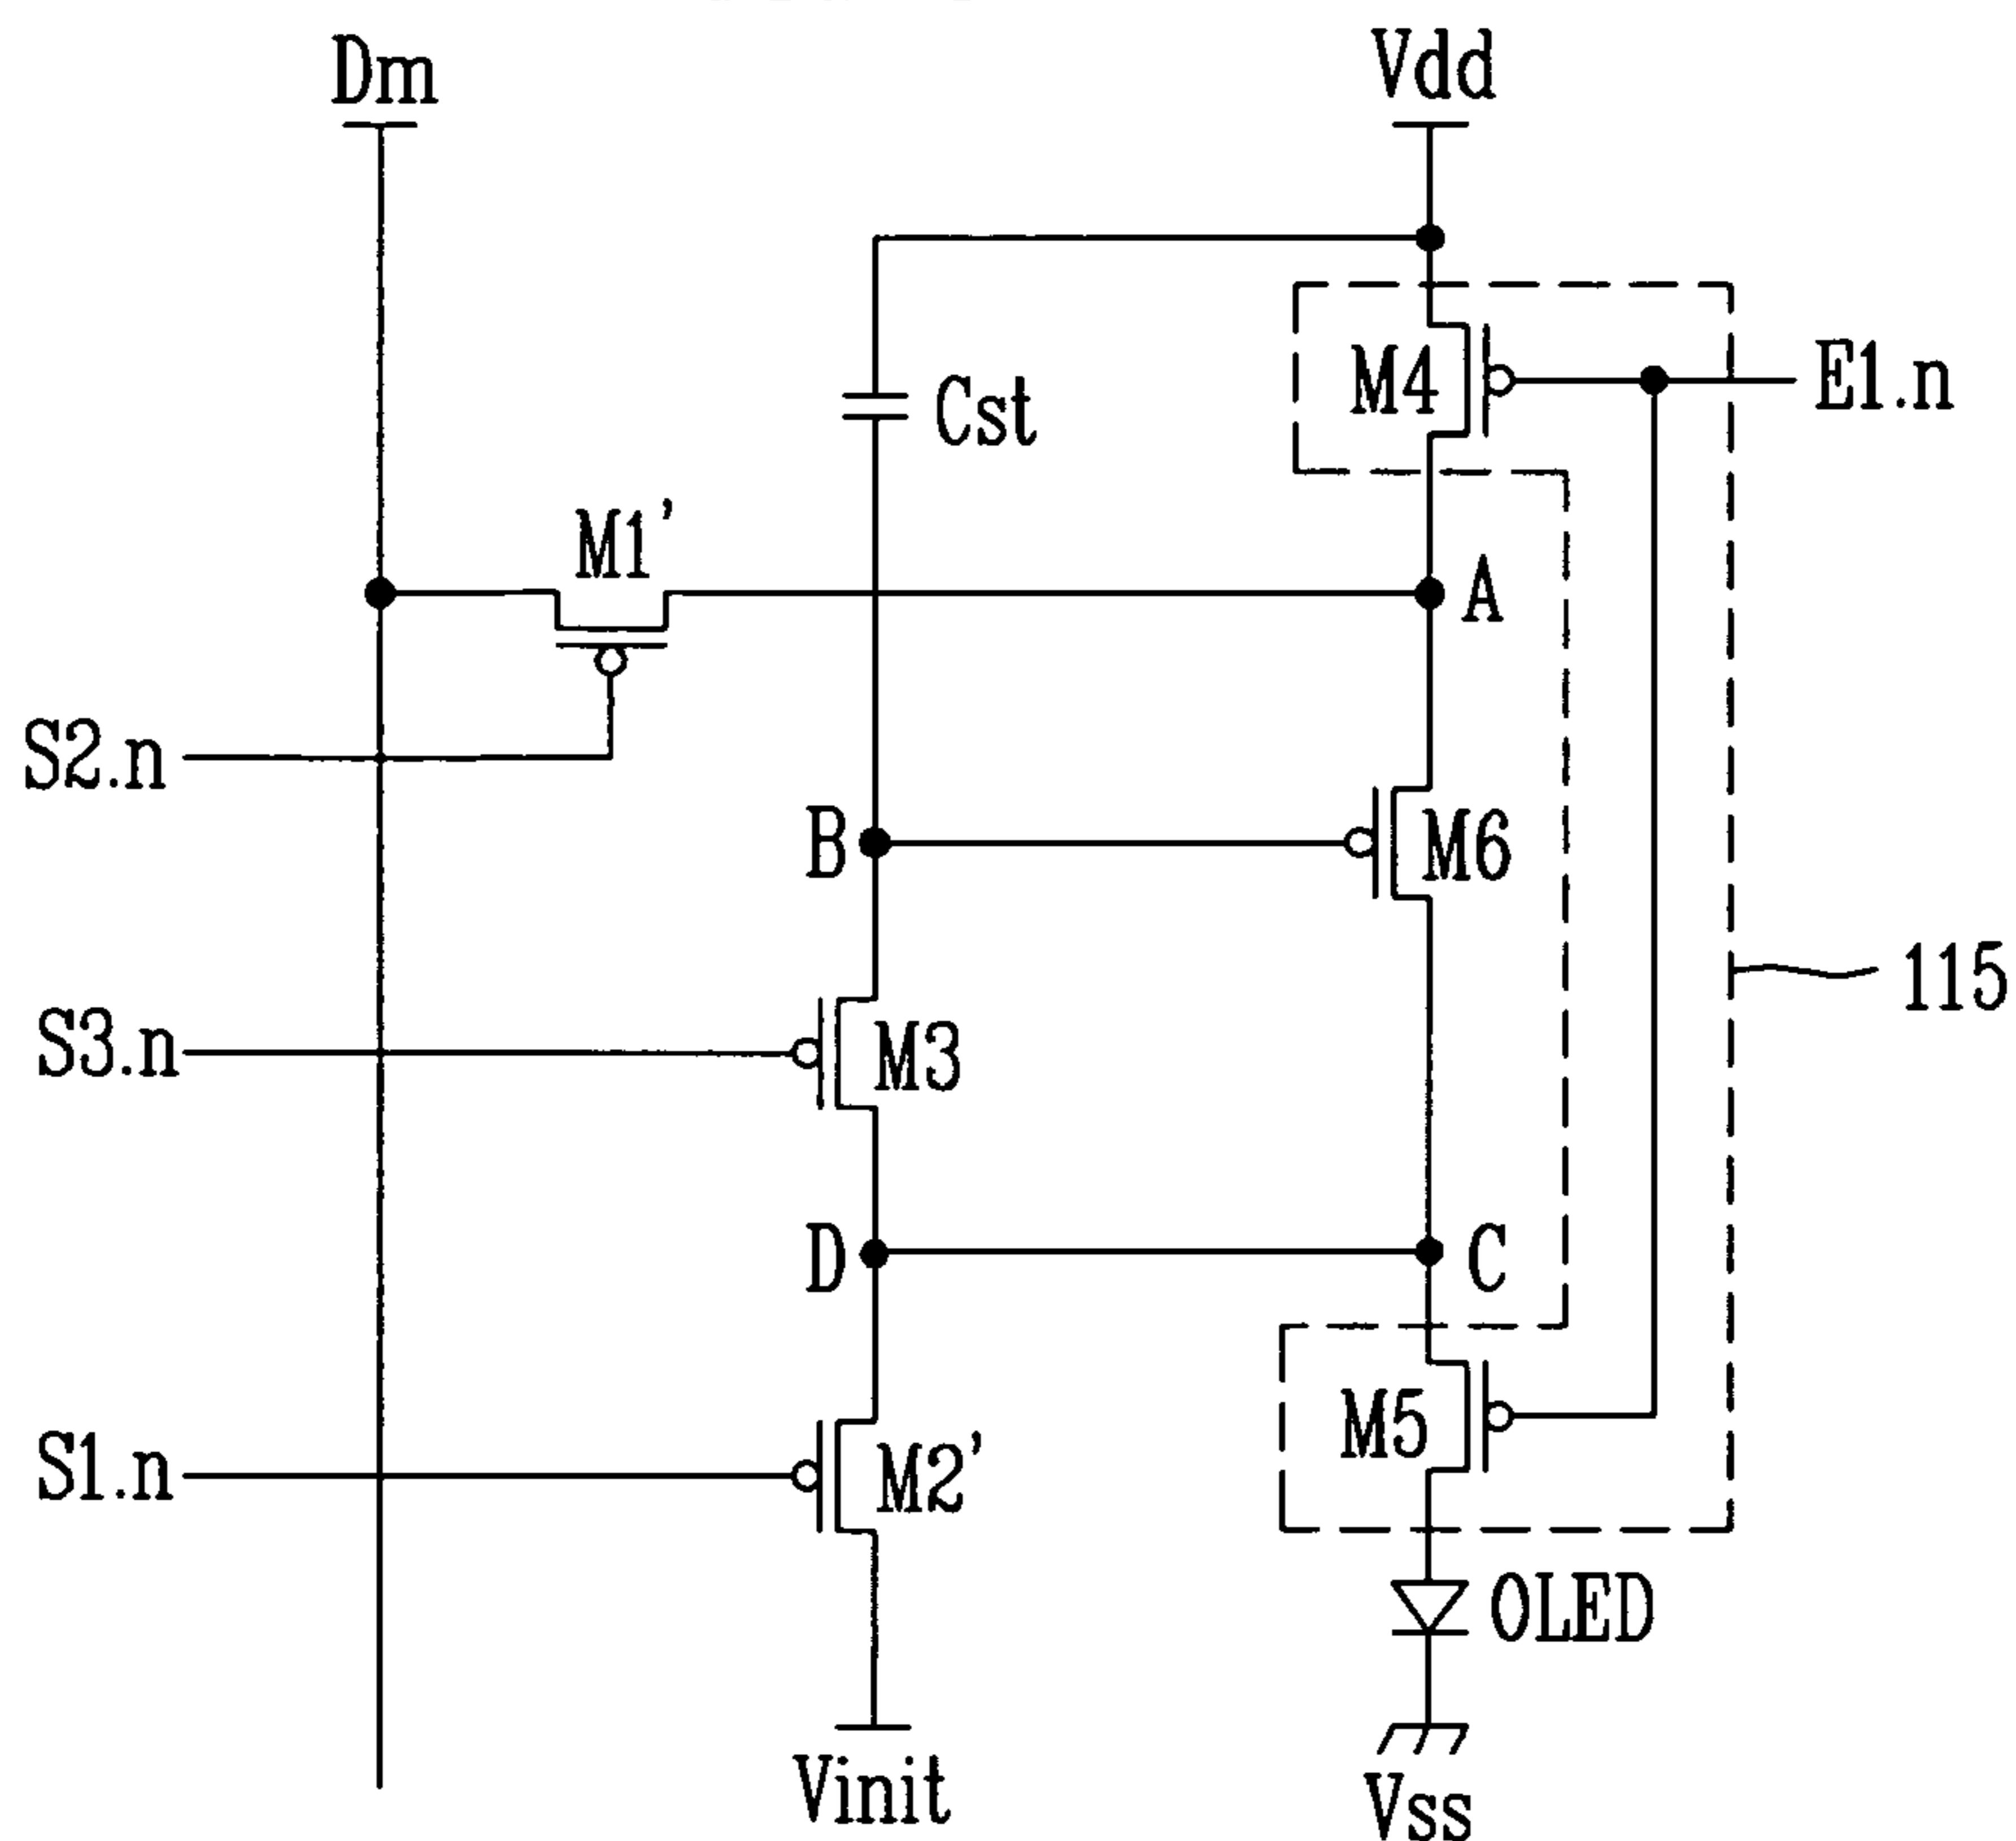 Dm
Vdd
M4
E1.n
Cst
M1'
A
S2.n
B
M6
115
S3.n
M3
D
C
M5
S1.n
M2'
OLED
Vinit
Vss